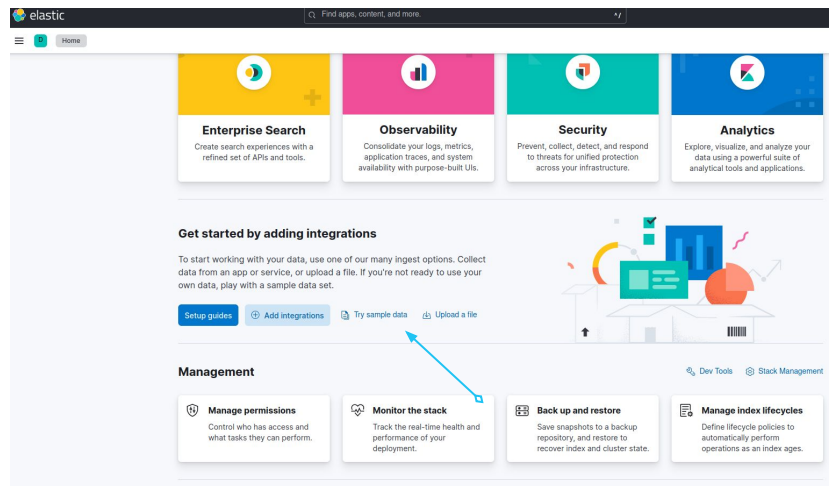 elastic
Find apps, content, and more.
^/
D
Home
Enterprise Search
Create search experiences with a
refined set of APIs and tools.
Observability
Consolidate your logs, metrics,
application traces, and system
availability with purpose-built UIs.
Security
Prevent, collect, detect, and respond
to threats for unified protection
across your infrastructure.
Analytics
Explore, visualize, and analyze your
data using a powerful suite of
analytical tools and applications.
Get started by adding integrations
To start working with your data, use one of our many ingest options. Collect
data from an app or service, or upload a file. If you're not ready to use your
own data, play with a sample data set.
Setup guides
Add integrations
Try sample data
Upload a file
Management
Dev Tools
Stack Management
Manage permissions
Control who has access and
what tasks they can perform.
Monitor the stack
Track the real-time health and
performance of your
deployment.
Back up and restore
Save snapshots to a backup
repository, and restore to
recover index and cluster state.
Manage index lifecycles
Define lifecycle policies to
automatically perform
operations as an index ages.